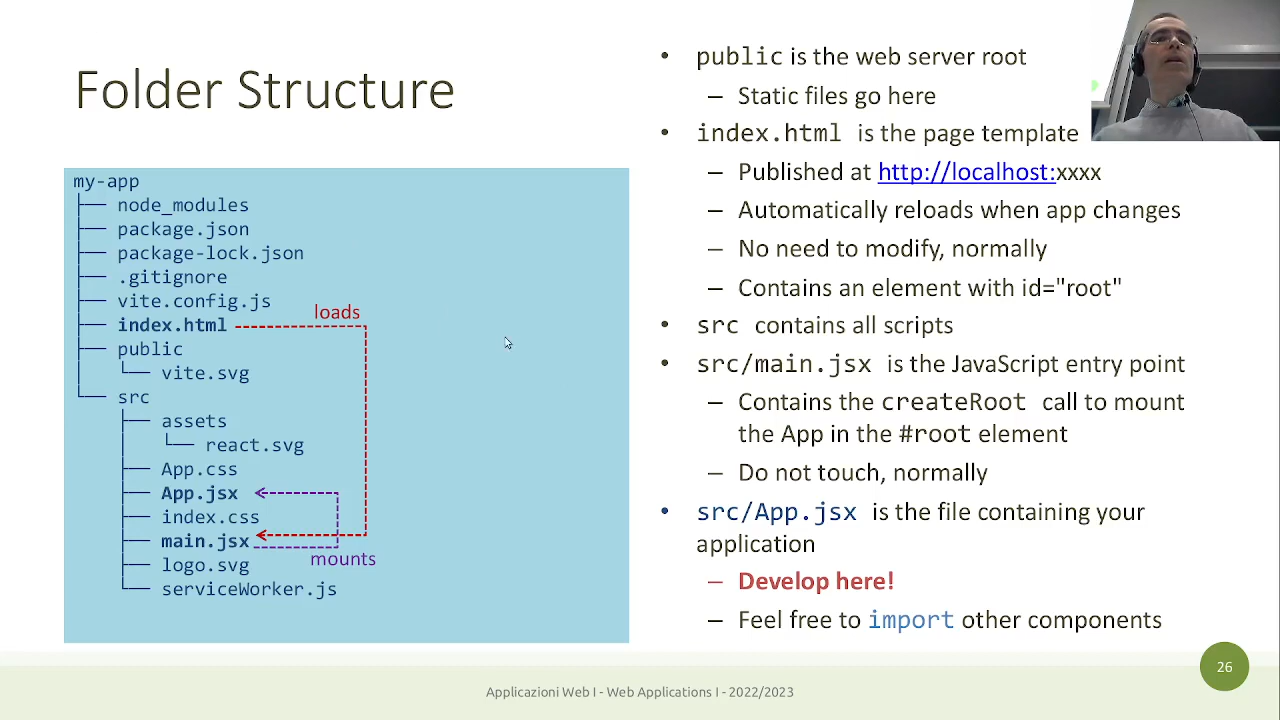 Folder Structure
my-app
├── node_modules
├── package.json
├── package-lock.json
├── .gitignore
├── vite.config.js
├── index.html
├── public
│   └── vite.svg
└── src
    ├── assets
    │   └── react.svg
    ├── App.css
    ├── App.jsx
    ├── index.css
    ├── main.jsx
    ├── logo.svg
    └── serviceWorker.js
loads
mounts
• public is the web server root
– Static files go here
• index.html is the page template
– Published at http://localhost:xxxx
– Automatically reloads when app changes
– No need to modify, normally
– Contains an element with id="root"
• src contains all scripts
• src/main.jsx is the JavaScript entry point
– Contains the createRoot call to mount
the App in the #root element
– Do not touch, normally
• src/App.jsx is the file containing your
application
– Develop here!
– Feel free to import other components
Applicazioni Web I - Web Applications I - 2022/2023
26